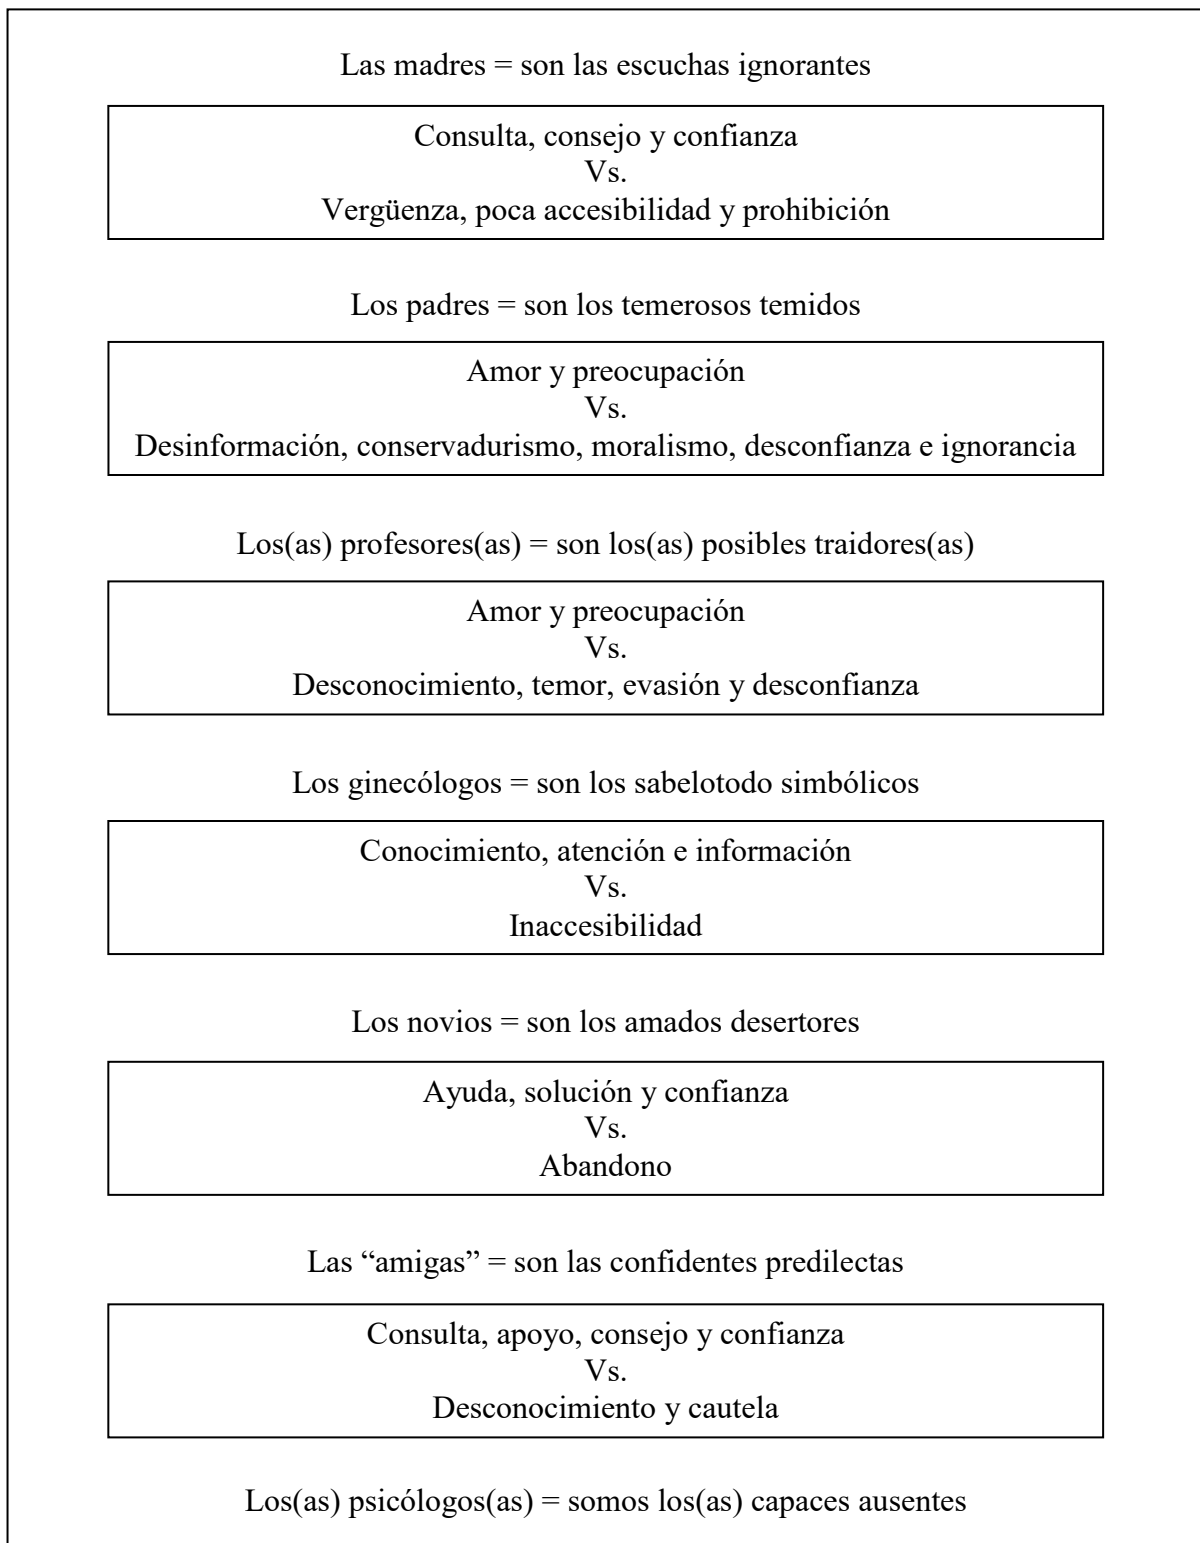 Las madres = son las escuchas ignorantes
Consulta, consejo y confianza
Vs.
Vergüenza, poca accesibilidad y prohibición
Los padres = son los temerosos temidos
Amor y preocupación
Vs.
Desinformación, conservadurismo, moralismo, desconfianza e ignorancia
Los(as) profesores(as) = son los(as) posibles traidores(as)
Amor y preocupación
Vs.
Desconocimiento, temor, evasión y desconfianza
Los ginecólogos = son los sabelotodo simbólicos
Conocimiento, atención e información
Vs.
Inaccesibilidad
Los novios = son los amados desertores
Ayuda, solución y confianza
Vs.
Abandono
Las “amigas” = son las confidentes predilectas
Consulta, apoyo, consejo y confianza
Vs.
Desconocimiento y cautela
Los(as) psicólogos(as) = somos los(as) capaces ausentes